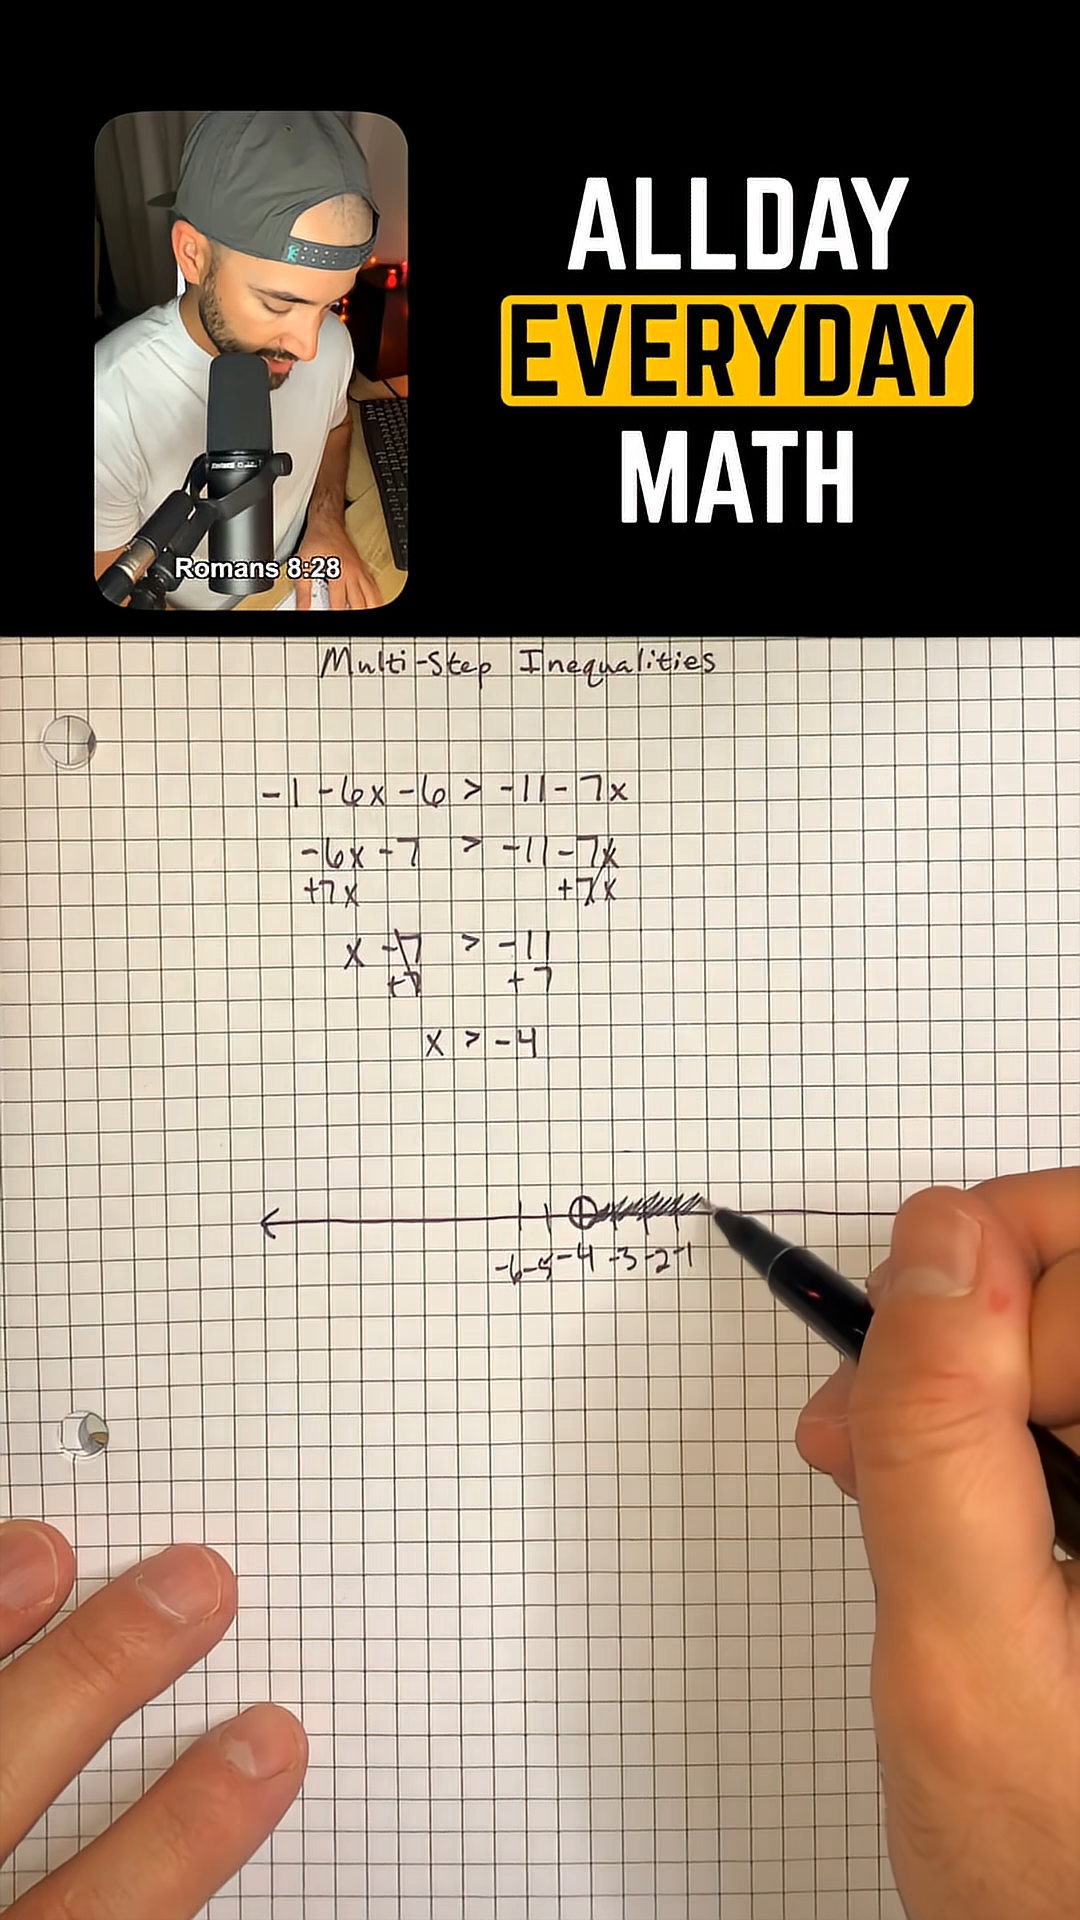 ALLDAY
EVERYDAY
MATH
Romans 8:28
Multi-Step Inequalities
-1 -6x -6 > -11 - 7x
-6x - 7 > -11 - 7x
+7x +7x
x -7 > -11
+7 +7
x > -4
-6 -5 -4 -3 -2 -1